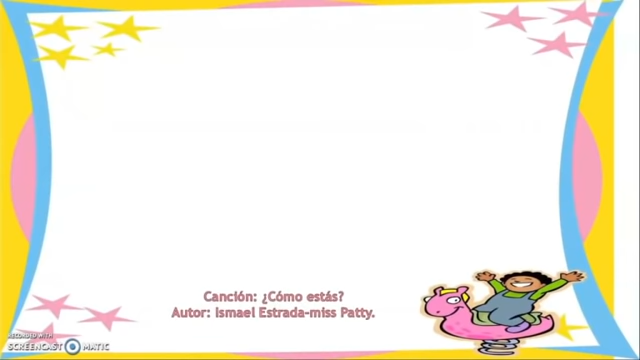 Canción: ¿Cómo estás?
Autor: Ismael Estrada-miss Patty.
RECORDED WITH
SCREENCAST MATIC